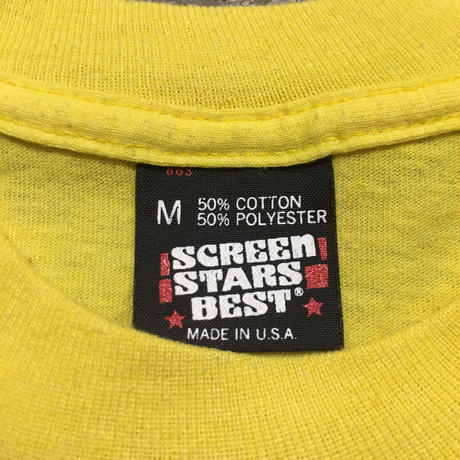 M 50% COTTON
50% POLYESTER
SCREEN
STARS
BEST®
MADE IN U.S.A.